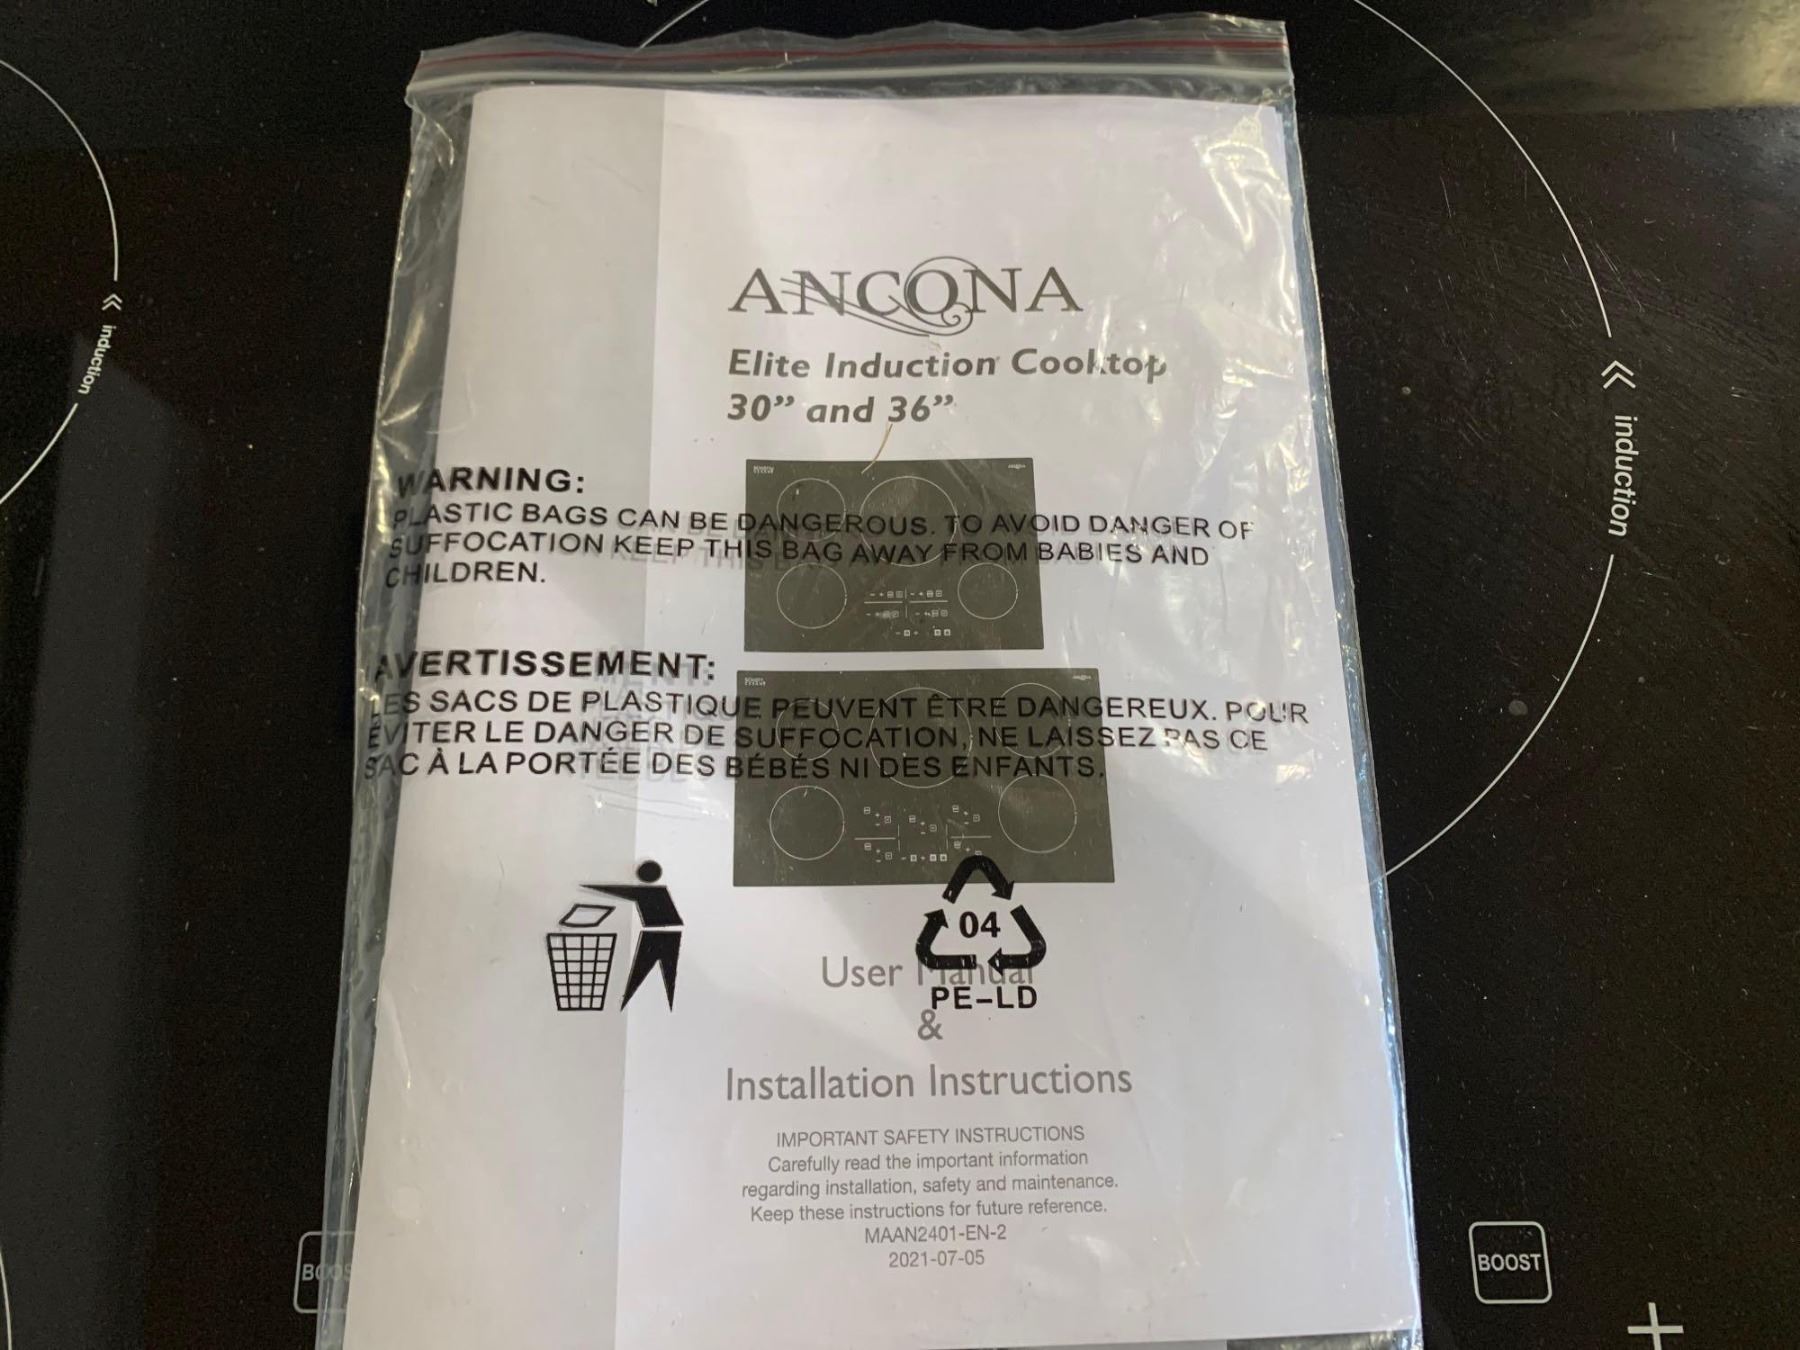 ANCONA
Elite Induction Cooktop
30” and 36”
WARNING:
PLASTIC BAGS CAN BE DANGEROUS. TO AVOID DANGER OF
SUFFOCATION KEEP THIS BAG AWAY FROM BABIES AND
CHILDREN.
AVERTISSEMENT:
LES SACS DE PLASTIQUE PEUVENT ÊTRE DANGEREUX. POUR
ÉVITER LE DANGER DE SUFFOCATION, NE LAISSEZ PAS CE
SAC À LA PORTÉE DES BÉBÉS NI DES ENFANTS.
04
PE-LD
User Manual
&
Installation Instructions
IMPORTANT SAFETY INSTRUCTIONS
Carefully read the important information
regarding installation, safety and maintenance.
Keep these instructions for future reference.
MAAN2401-EN-2
2021-07-05
induction
induction
BOOST
BOOST